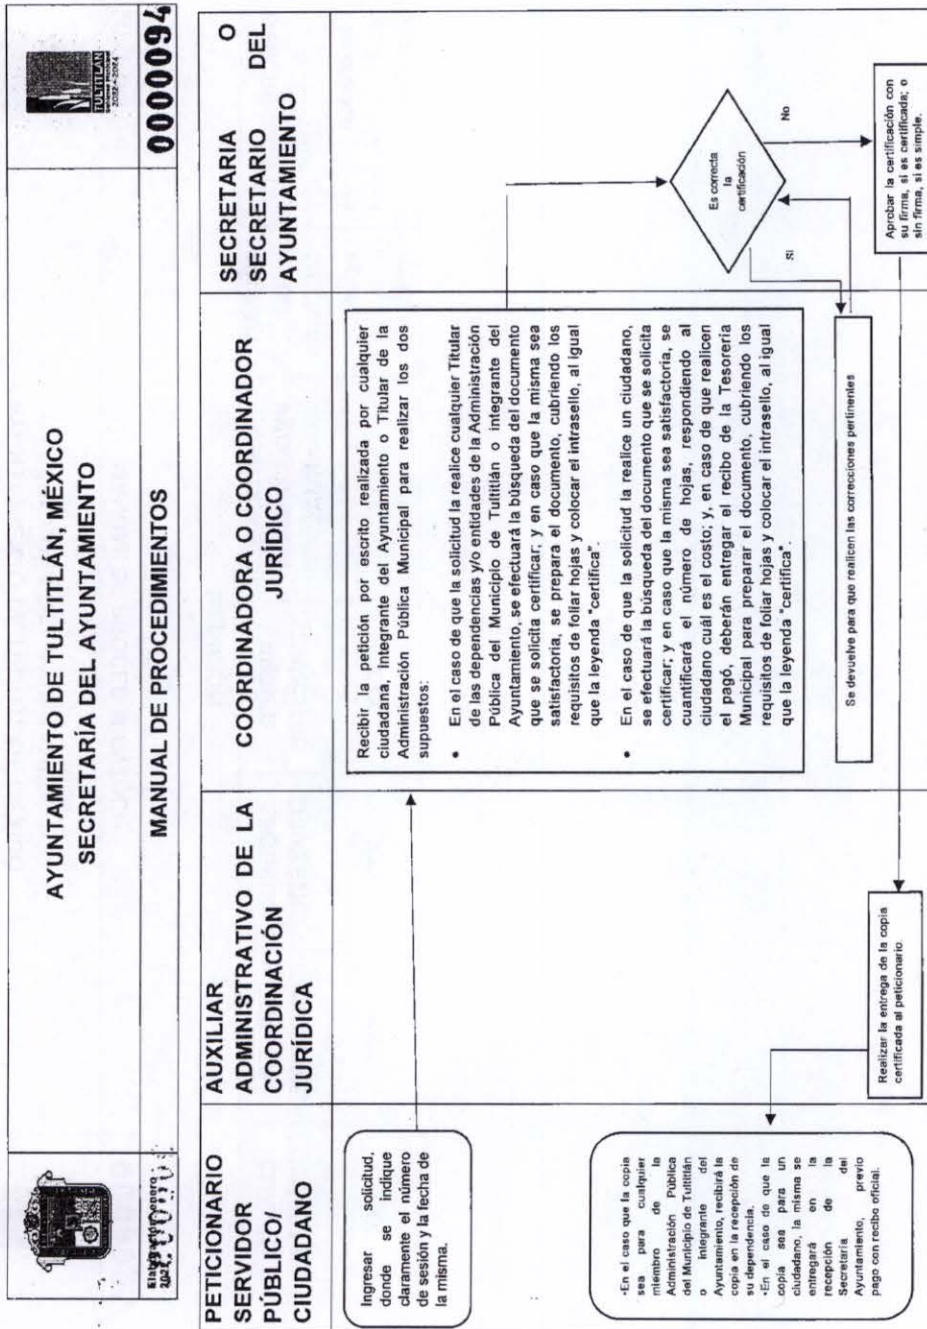 AYUNTAMIENTO DE TULTITLÁN, MÉXICO
SECRETARÍA DEL AYUNTAMIENTO
TULTITLAN
2022-2024
Elaboración enero
MANUAL DE PROCEDIMIENTOS
0000094
PETICIONARIO
SERVIDOR
PÚBLICO/
CIUDADANO
AUXILIAR
ADMINISTRATIVO DE LA
COORDINACIÓN
JURÍDICA
COORDINADORA O COORDINADOR
JURÍDICO
SECRETARIA O
SECRETARIO DEL
AYUNTAMIENTO
Ingresar solicitud,
donde se indique
claramente el número
de sesión y la fecha de
la misma.
Recibir la petición por escrito realizada por cualquier
ciudadana, Integrante del Ayuntamiento o Titular de la
Administración Pública Municipal para realizar los dos
supuestos:
• En el caso de que la solicitud la realice cualquier Titular
de las dependencias y/o entidades de la Administración
Pública del Municipio de Tultitlán o integrante del
Ayuntamiento, se efectuará la búsqueda del documento
que se solicita certificar; y en caso que la misma sea
satisfactoria, se prepara el documento, cubriendo los
requisitos de foliar hojas y colocar el intrasello, al igual
que la leyenda "certifica".
• En el caso de que la solicitud la realice un ciudadano,
se efectuará la búsqueda del documento que se solicita
certificar; y en caso que la misma sea satisfactoria, se
cuantificará el número de hojas, respondiendo al
ciudadano cuál es el costo; y, en caso de que realicen
el pagó, deberán entregar el recibo de la Tesorería
Municipal para preparar el documento, cubriendo los
requisitos de foliar hojas y colocar el intrasello, al igual
que la leyenda "certifica".
Es correcta
la
certificación
Si
No
Se devuelve para que realicen las correcciones pertinentes
Aprobar la certificación con
su firma, si es certificada; o
sin firma, si es simple.
Realizar la entrega de la copia
certificada al peticionario.
-En el caso que la copia
sea para cualquier
miembro de la
Administración Pública
del Municipio de Tultitlán
o integrante del
Ayuntamiento, recibirá la
copia en la recepción de
su dependencia.
-En el caso de que la
copia sea para un
ciudadano, la misma se
entregará en la
recepción de la
Secretaría del
Ayuntamiento, previo
pago con recibo oficial.